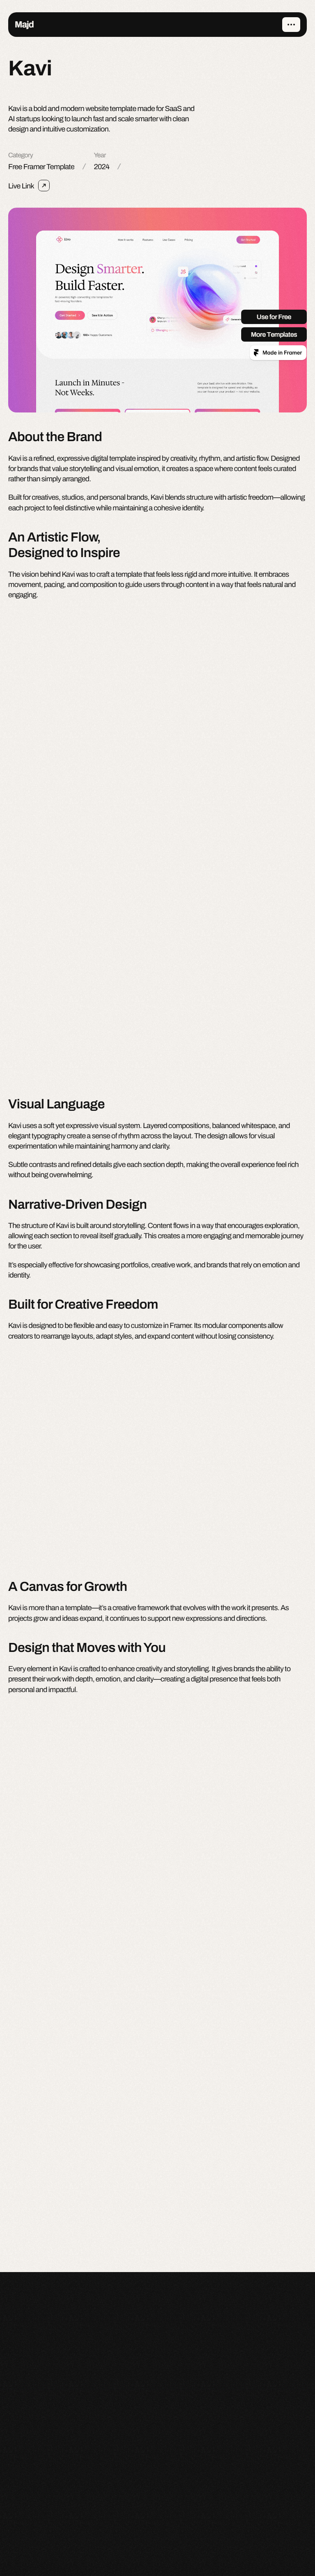 Majd
Kavi
Kavi is a bold and modern website template made for SaaS and
AI startups looking to launch fast and scale smarter with clean
design and intuitive customization.
Category
Year
Free Framer Template / 2024 /
Live Link
Design Smarter.
Build Faster.
Launch in Minutes –
Not Weeks.
Use for Free
More Templates
Made in Framer
About the Brand
Kavi is a refined, expressive digital template inspired by creativity, rhythm, and artistic flow. Designed
for brands that value storytelling and visual emotion, it creates a space where content feels curated
rather than simply arranged.
Built for creatives, studios, and personal brands, Kavi blends structure with artistic freedom—allowing
each project to feel distinctive while maintaining a cohesive identity.
An Artistic Flow,
Designed to Inspire
The vision behind Kavi was to craft a template that feels less rigid and more intuitive. It embraces
movement, pacing, and composition to guide users through content in a way that feels natural and
engaging.
Visual Language
Kavi uses a soft yet expressive visual system. Layered compositions, balanced whitespace, and
elegant typography create a sense of rhythm across the layout. The design allows for visual
experimentation while maintaining harmony and clarity.
Subtle contrasts and refined details give each section depth, making the overall experience feel rich
without being overwhelming.
Narrative-Driven Design
The structure of Kavi is built around storytelling. Content flows in a way that encourages exploration,
allowing each section to reveal itself gradually. This creates a more engaging and memorable journey
for the user.
It's especially effective for showcasing portfolios, creative work, and brands that rely on emotion and
identity.
Built for Creative Freedom
Kavi is designed to be flexible and easy to customize in Framer. Its modular components allow
creators to rearrange layouts, adapt styles, and expand content without losing consistency.
A Canvas for Growth
Kavi is more than a template—it's a creative framework that evolves with the work it presents. As
projects grow and ideas expand, it continues to support new expressions and directions.
Design that Moves with You
Every element in Kavi is crafted to enhance creativity and storytelling. It gives brands the ability to
present their work with depth, emotion, and clarity—creating a digital presence that feels both
personal and impactful.